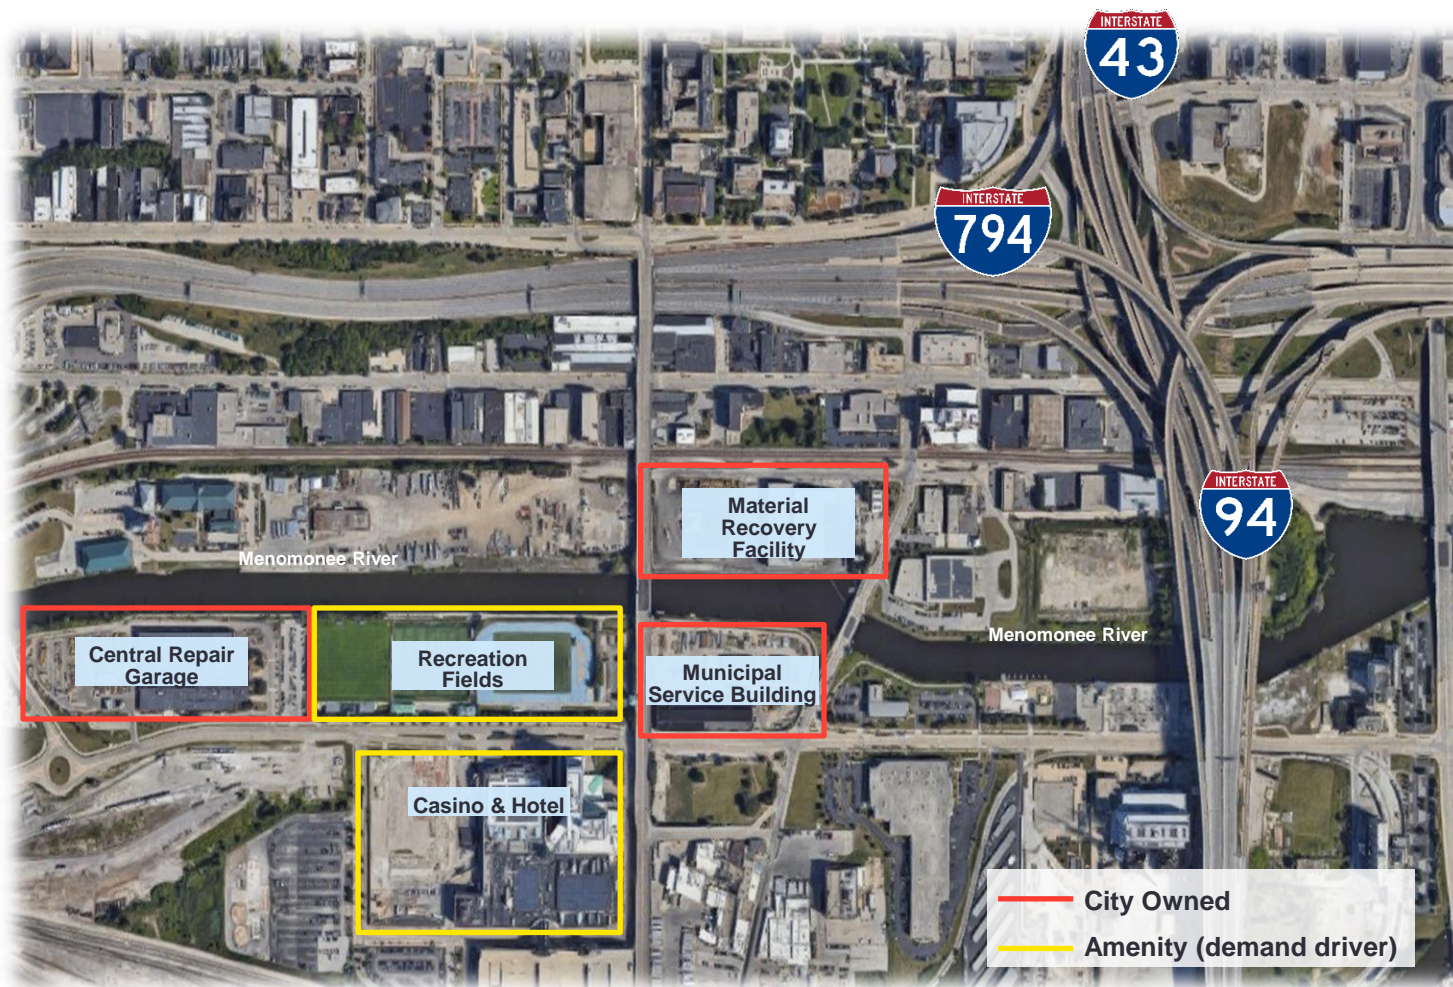 INTERSTATE
43
INTERSTATE
794
INTERSTATE
94
Material
Recovery
Facility
Menomonee River
Menomonee River
Central Repair
Garage
Recreation
Fields
Municipal
Service Building
Casino & Hotel
City Owned
Amenity (demand driver)